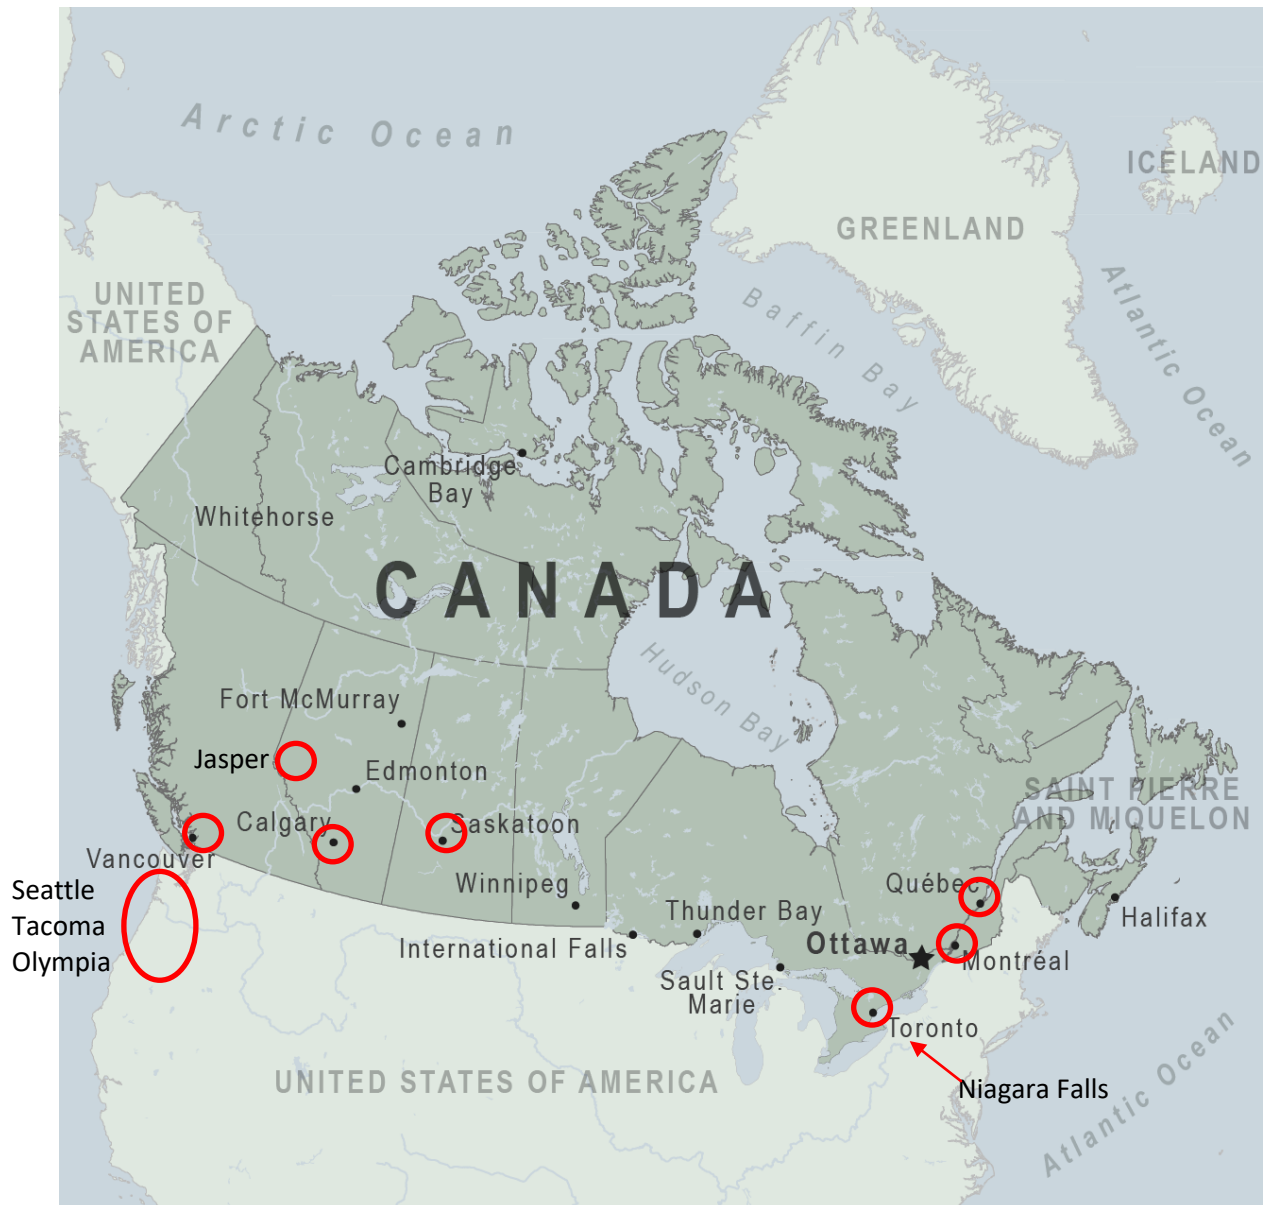 Arctic Ocean
ICELAND
GREENLAND
UNITED
STATES OF
AMERICA
Baffin Bay
Atlantic Ocean
Cambridge
Bay
Whitehorse
CANADA
Hudson Bay
Fort McMurray
Jasper
Edmonton
SAINT PIERRE
AND MIQUELON
Calgary
Saskatoon
Vancouver
Winnipeg
Québec
Seattle
Tacoma
Olympia
Thunder Bay
Halifax
International Falls
Ottawa
Montréal
Sault Ste.
Marie
Toronto
UNITED STATES OF AMERICA
Niagara Falls
Atlantic Ocean